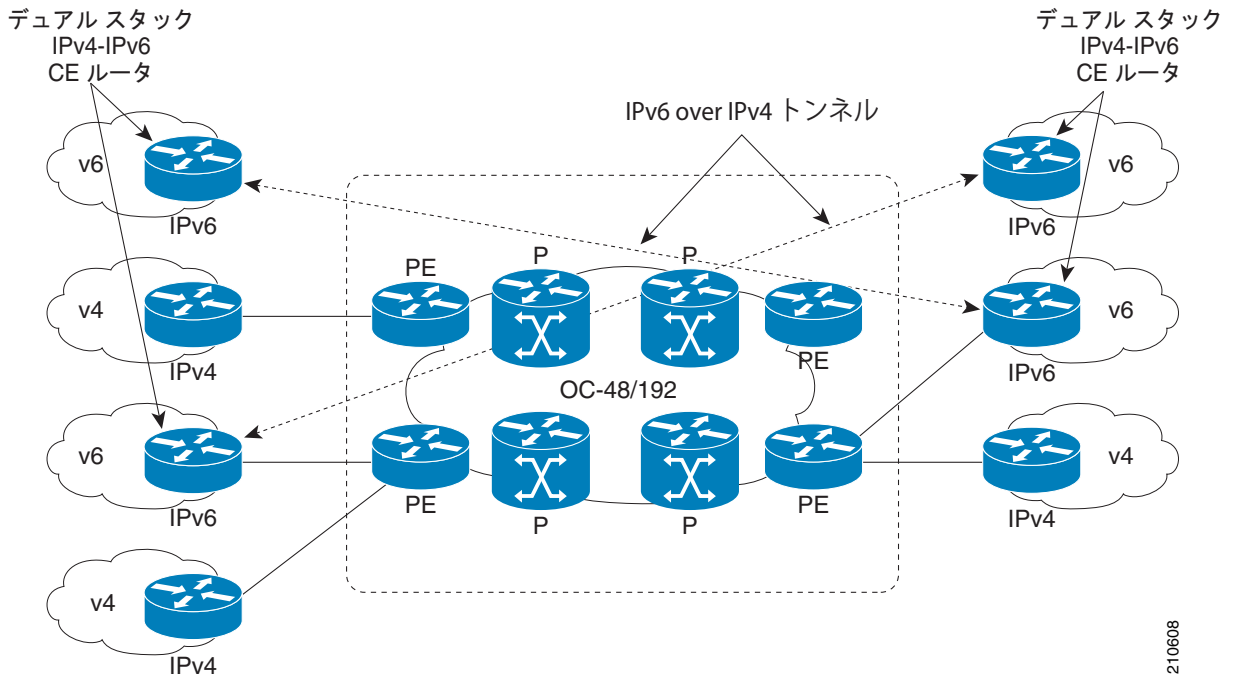 デュアル スタック
IPv4-IPv6
CE ルータ
デュアル スタック
IPv4-IPv6
CE ルータ
IPv6 over IPv4 トンネル
v6
IPv6
v6
IPv6
PE
P
P
v4
IPv4
PE
v6
IPv6
OC-48/192
v6
IPv6
PE
P
P
PE
v4
IPv4
v4
IPv4
210608